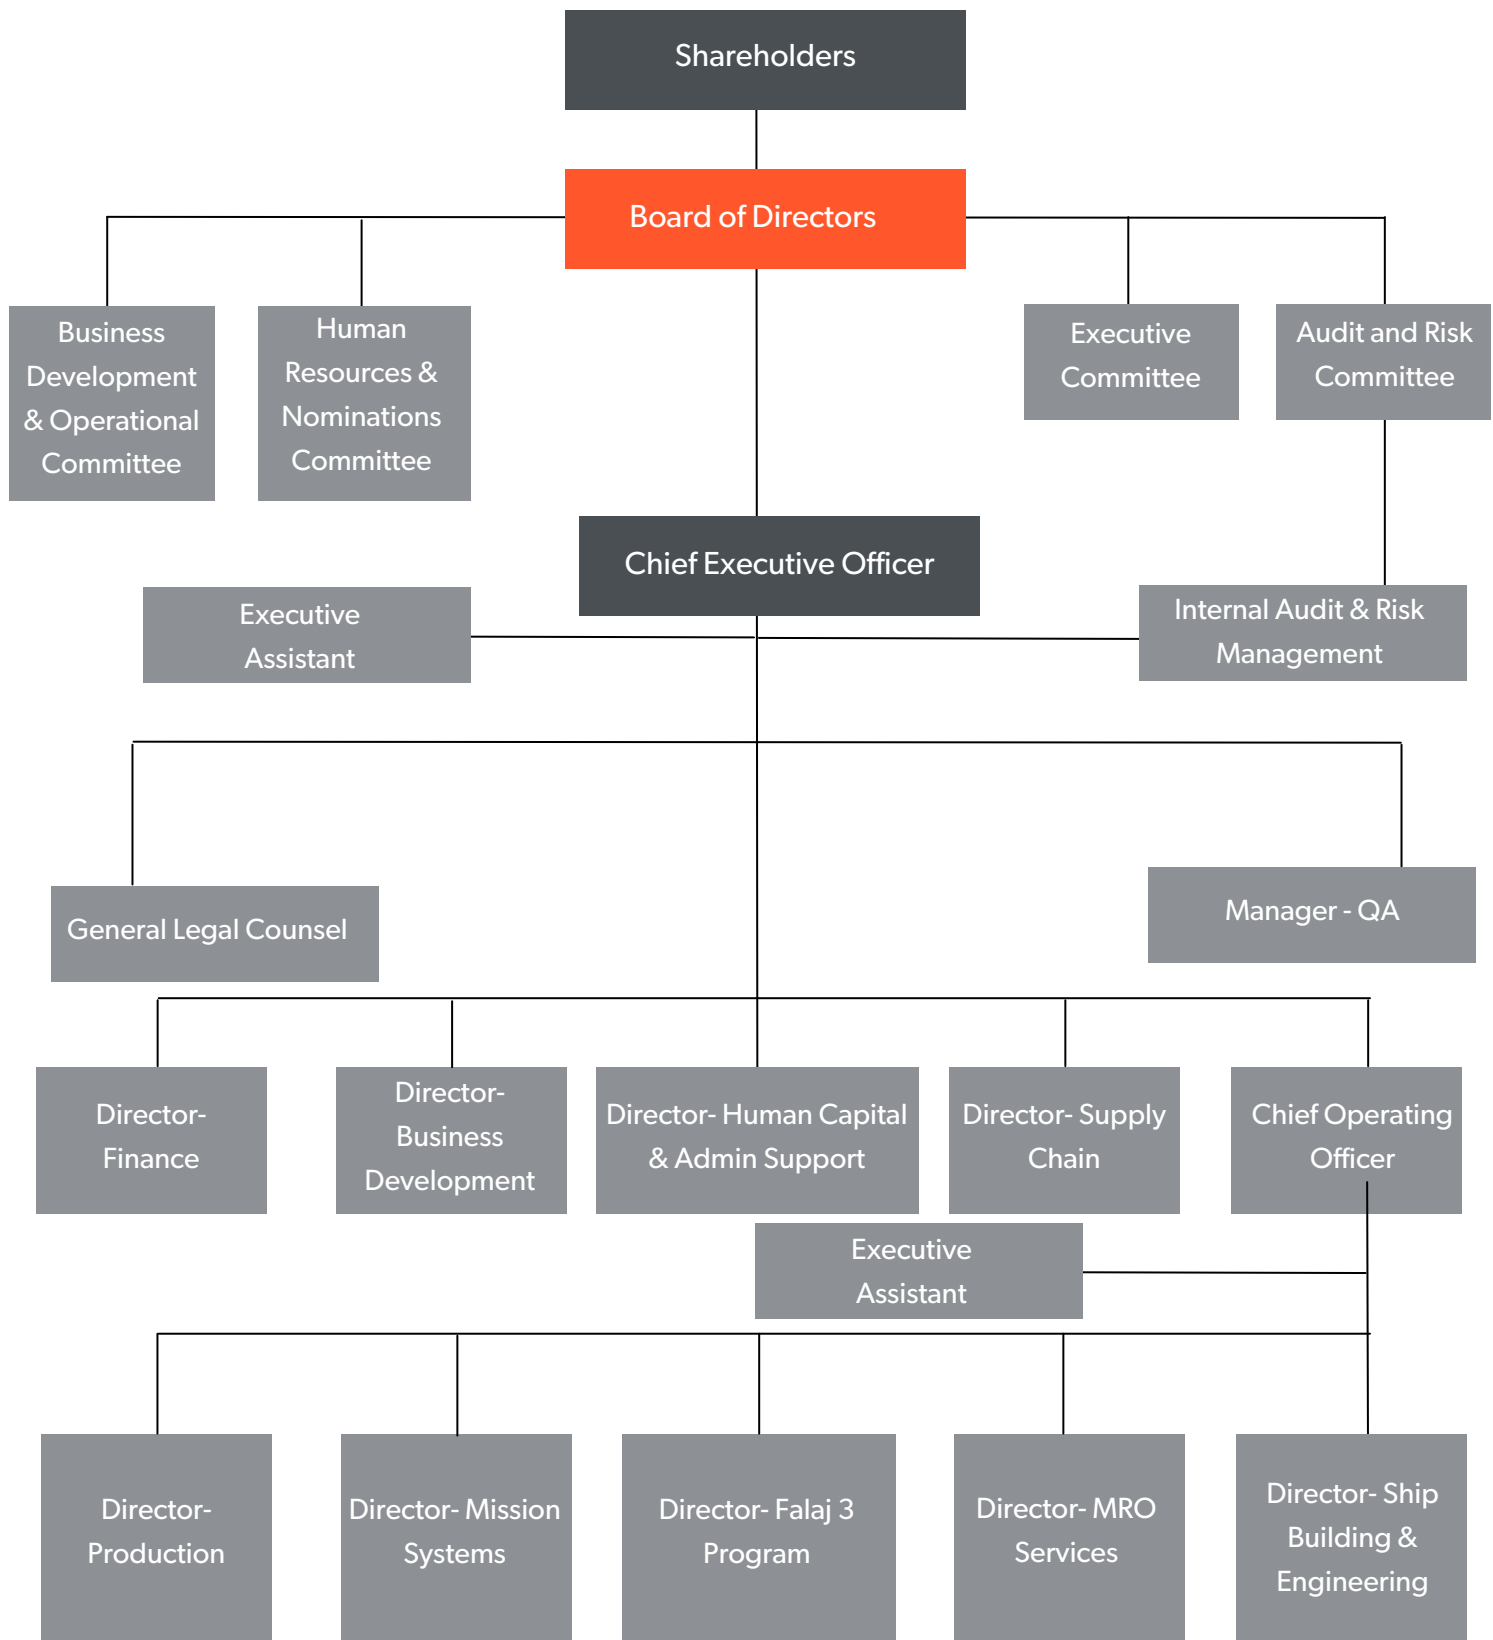 Shareholders
Board of Directors
Business
Development
& Operational
Committee
Human
Resources &
Nominations
Committee
Executive
Committee
Audit and Risk
Committee
Chief Executive Officer
Executive
Assistant
Internal Audit & Risk
Management
General Legal Counsel
Manager - QA
Director-
Finance
Director-
Business
Development
Director- Human Capital
& Admin Support
Director- Supply
Chain
Chief Operating
Officer
Executive
Assistant
Director-
Production
Director- Mission
Systems
Director- Falaj 3
Program
Director- MRO
Services
Director- Ship
Building &
Engineering